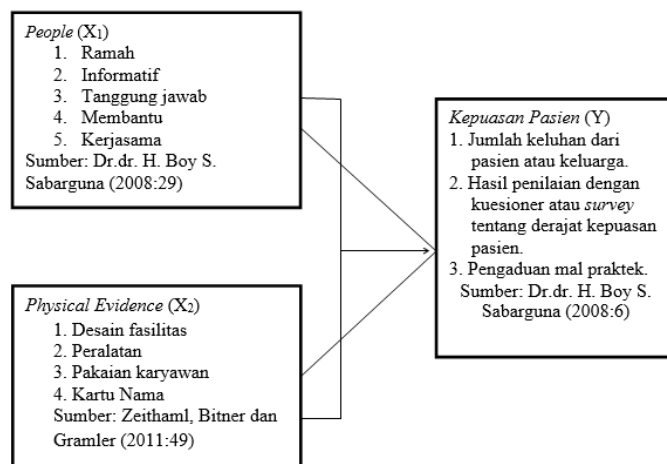 People (X₁)
1. Ramah
2. Informatif
3. Tanggung jawab
4. Membantu
5. Kerjasama
Sumber: Dr.dr. H. Boy S.
Sabarguna (2008:29)
Physical Evidence (X₂)
1. Desain fasilitas
2. Peralatan
3. Pakaian karyawan
4. Kartu Nama
Sumber: Zeithaml, Bitner dan
Gramler (2011:49)
Kepuasan Pasien (Y)
1. Jumlah keluhan dari
pasien atau keluarga.
2. Hasil penilaian dengan
kuesioner atau survey
tentang derajat kepuasan
pasien.
3. Pengaduan mal praktek.
Sumber: Dr.dr. H. Boy S.
Sabarguna (2008:6)